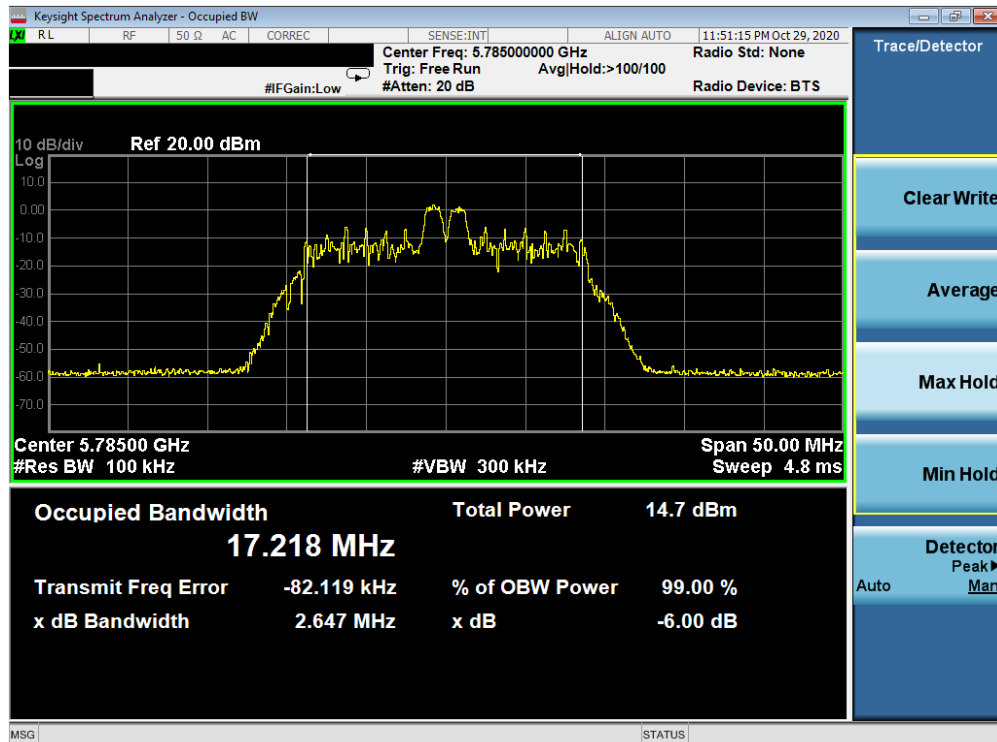 Keysight Spectrum Analyzer - Occupied BW
LXI RL RF 50 Ω AC CORREC SENSE:INT ALIGN AUTO 11:51:15 PM Oct 29, 2020
Center Freq: 5.785000000 GHz Radio Std: None
Trig: Free Run Avg|Hold:>100/100
#IFGain:Low #Atten: 20 dB Radio Device: BTS
Trace/Detector
10 dB/div Ref 20.00 dBm
Log
10.0
0.00
-10.0
-20.0
-30.0
-40.0
-50.0
-60.0
-70.0
Center 5.78500 GHz Span 50.00 MHz
#Res BW 100 kHz #VBW 300 kHz Sweep 4.8 ms
Occupied Bandwidth Total Power 14.7 dBm
17.218 MHz
Transmit Freq Error -82.119 kHz % of OBW Power 99.00 %
x dB Bandwidth 2.647 MHz x dB -6.00 dB
Clear Write
Average
Max Hold
Min Hold
Detector
Peak
Auto Man
MSG STATUS